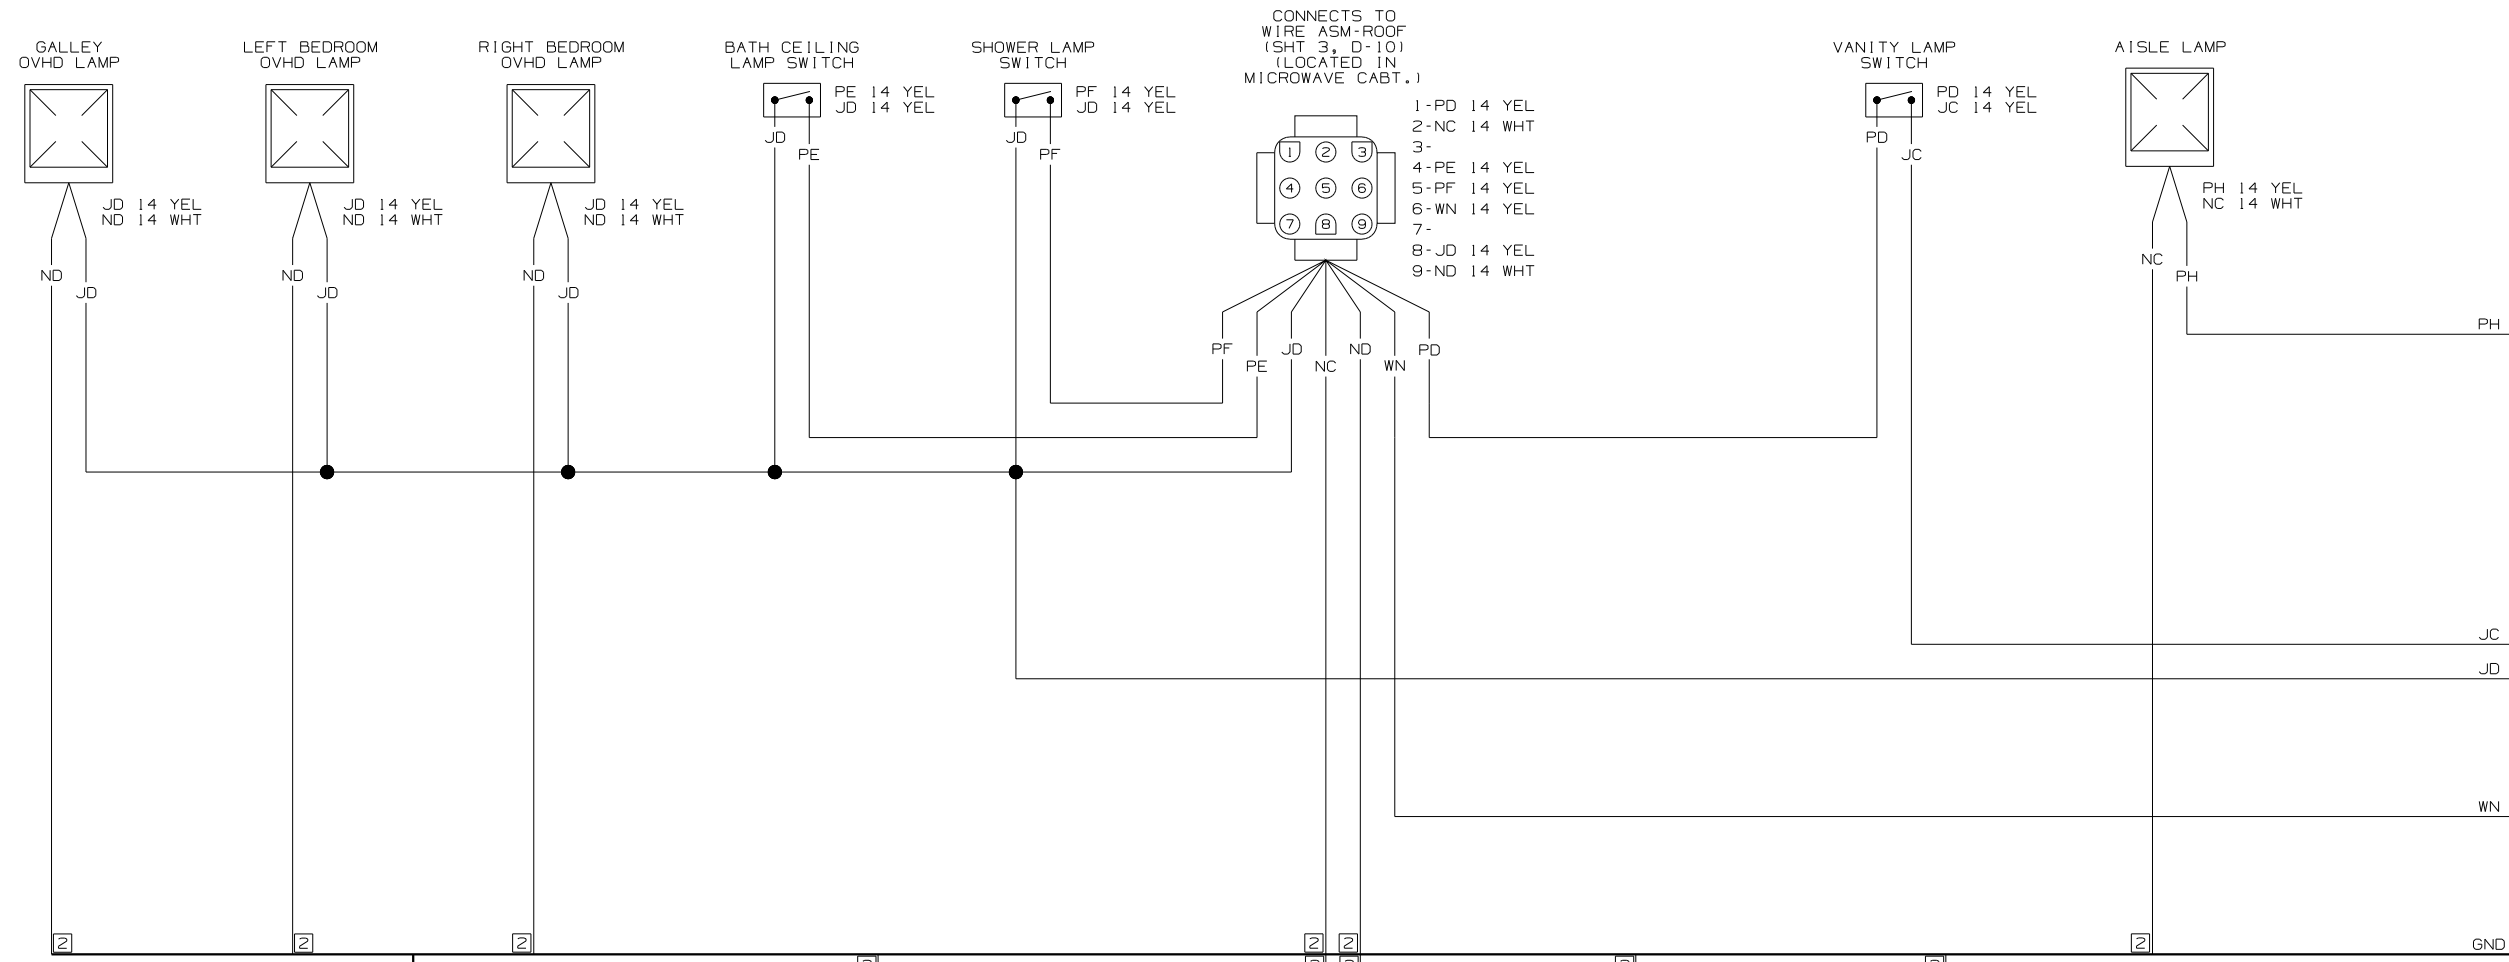 GALLEY
OVHD LAMP
JD 14 YEL
ND 14 WHT
ND
JD
LEFT BEDROOM
OVHD LAMP
JD 14 YEL
ND 14 WHT
ND
JD
RIGHT BEDROOM
OVHD LAMP
JD 14 YEL
ND 14 WHT
ND
JD
BATH CEILING
LAMP SWITCH
PE 14 YEL
JD 14 YEL
JD
PE
SHOWER LAMP
SWITCH
PF 14 YEL
JD 14 YEL
JD
PF
CONNECTS TO
WIRE ASM-ROOF
(SHT 3, D-10)
(LOCATED IN
MICROWAVE CABT.)
1 2 3
4 5 6
7 8 9
1-PD 14 YEL
2-NC 14 WHT
3-
4-PE 14 YEL
5-PF 14 YEL
6-WN 14 YEL
7-
8-JD 14 YEL
9-ND 14 WHT
PF
PE
JD
NC
ND
WN
PD
VANITY LAMP
SWITCH
PD 14 YEL
JC 14 YEL
PD
JC
AISLE LAMP
PH 14 YEL
NC 14 WHT
NC
PH
PH
JC
JD
WN
2
2
2
2
2
2
GND